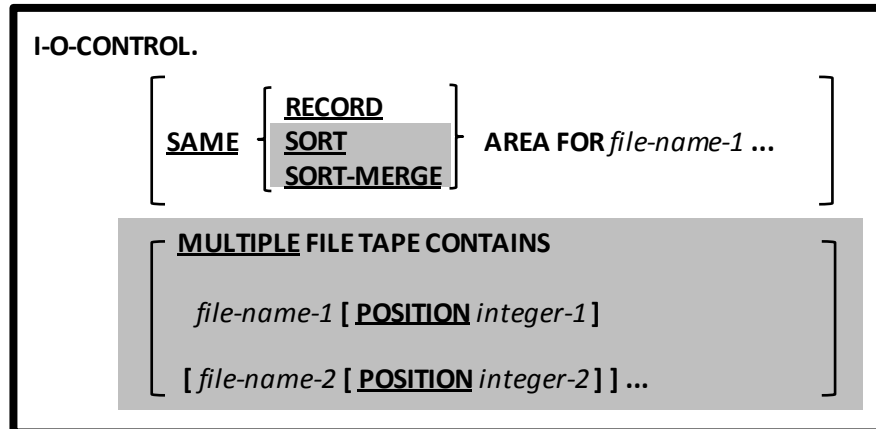 I-O-CONTROL.
RECORD
SAME SORT AREA FOR file-name-1 ...
SORT-MERGE
MULTIPLE FILE TAPE CONTAINS
file-name-1 [ POSITION integer-1 ]
[ file-name-2 [ POSITION integer-2 ] ] ...